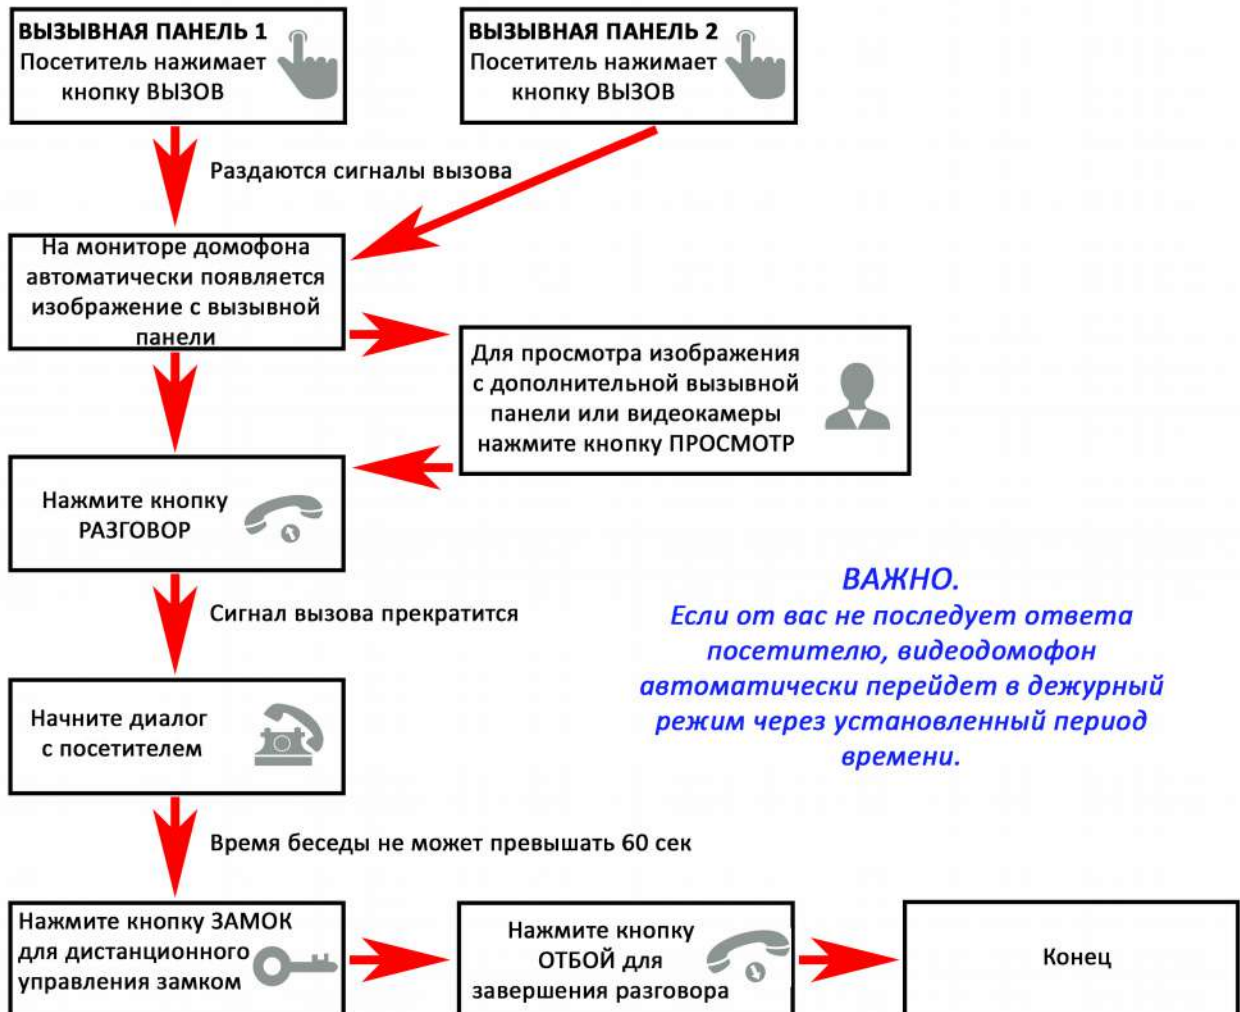 ВЫЗЫВНАЯ ПАНЕЛЬ 1
Посетитель нажимает
кнопку ВЫЗОВ
ВЫЗЫВНАЯ ПАНЕЛЬ 2
Посетитель нажимает
кнопку ВЫЗОВ
Раздаются сигналы вызова
На мониторе домофона
автоматически появляется
изображение с вызывной
панели
Для просмотра изображения
с дополнительной вызывной
панели или видеокамеры
нажмите кнопку ПРОСМОТР
Нажмите кнопку
РАЗГОВОР
Сигнал вызова прекратится
ВАЖНО.
Если от вас не последует ответа
посетителю, видеодомофон
автоматически перейдет в дежурный
режим через установленный период
времени.
Начните диалог
с посетителем
Время беседы не может превышать 60 сек
Нажмите кнопку ЗАМОК
для дистанционного
управления замком
Нажмите кнопку
ОТБОЙ для
завершения разговора
Конец